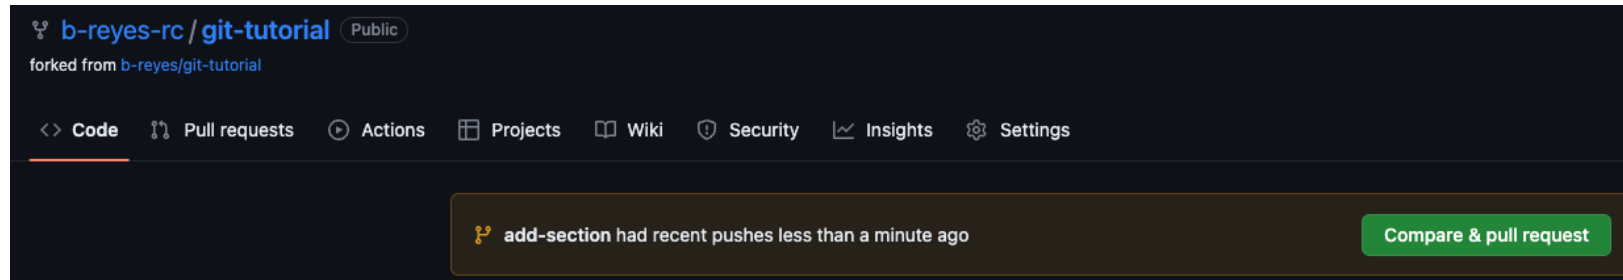 b-reyes-rc / git-tutorial Public
forked from b-reyes/git-tutorial
<> Code Pull requests Actions Projects Wiki Security Insights Settings
add-section had recent pushes less than a minute ago Compare & pull request